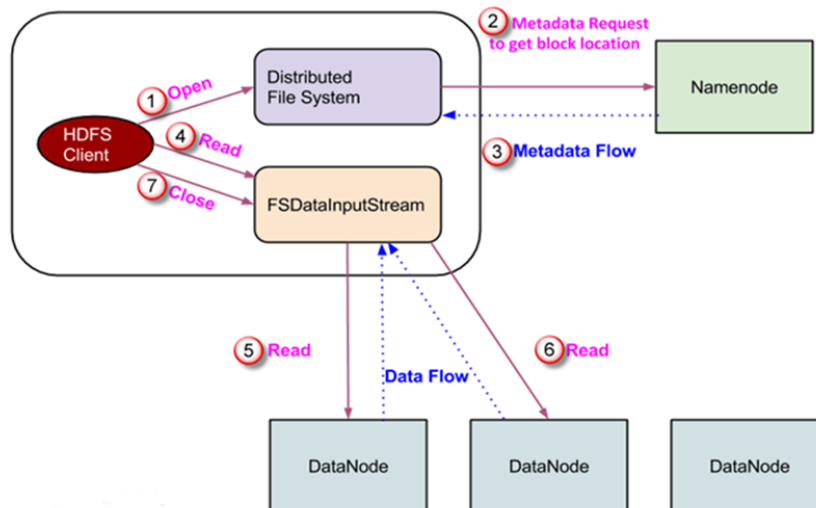 2 Metadata Request
to get block location
1 Open
Distributed
File System
Namenode
HDFS
Client
4 Read
3 Metadata Flow
7 Close
FSDataInputStream
5 Read
6 Read
Data Flow
DataNode
DataNode
DataNode